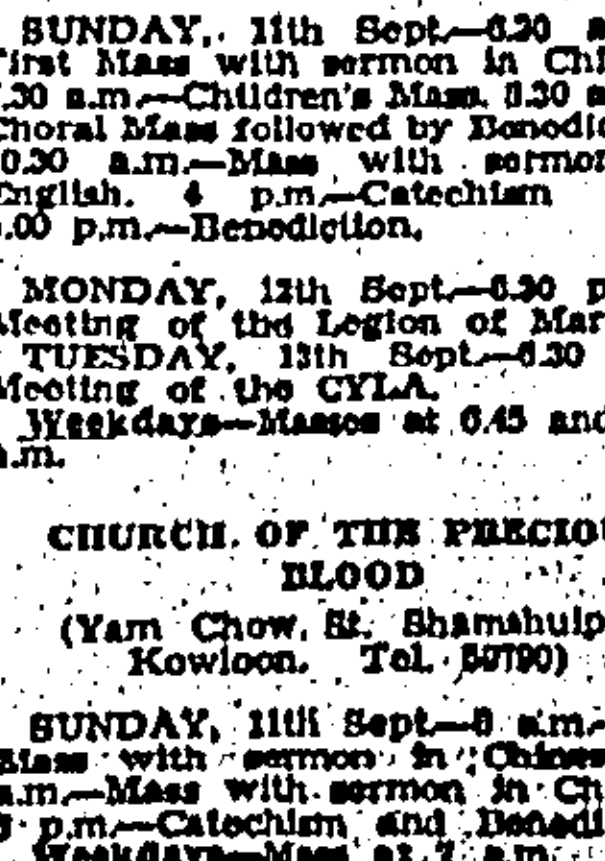 SUNDAY, 11th Sept.—6.30 a
First Mass with sermon in Chi
.30 a.m.—Children's Mass. 8.30 a
Choral Mass followed by Benedic
0.30 a.m.—Mass with sermon
English. 4 p.m.—Catechism
.00 p.m.—Benediction.
MONDAY, 12th Sept.—6.30 p
Meeting of the Legion of Mar
TUESDAY, 13th Sept.—6.30
Meeting of the CYLA.
Weekdays—Masses at 6.45 and
a.m.
CHURCH OF THE PRECIOU
BLOOD
(Yam Chow St. Shamshuip
Kowloon. Tel.
SUNDAY, 11th Sept.—8 a.m.—
Mass with sermon in Chines
a.m.—Mass with sermon in Ch
p.m.—Catechism and Benedi
Weekdays—Mass at 7 a.m.